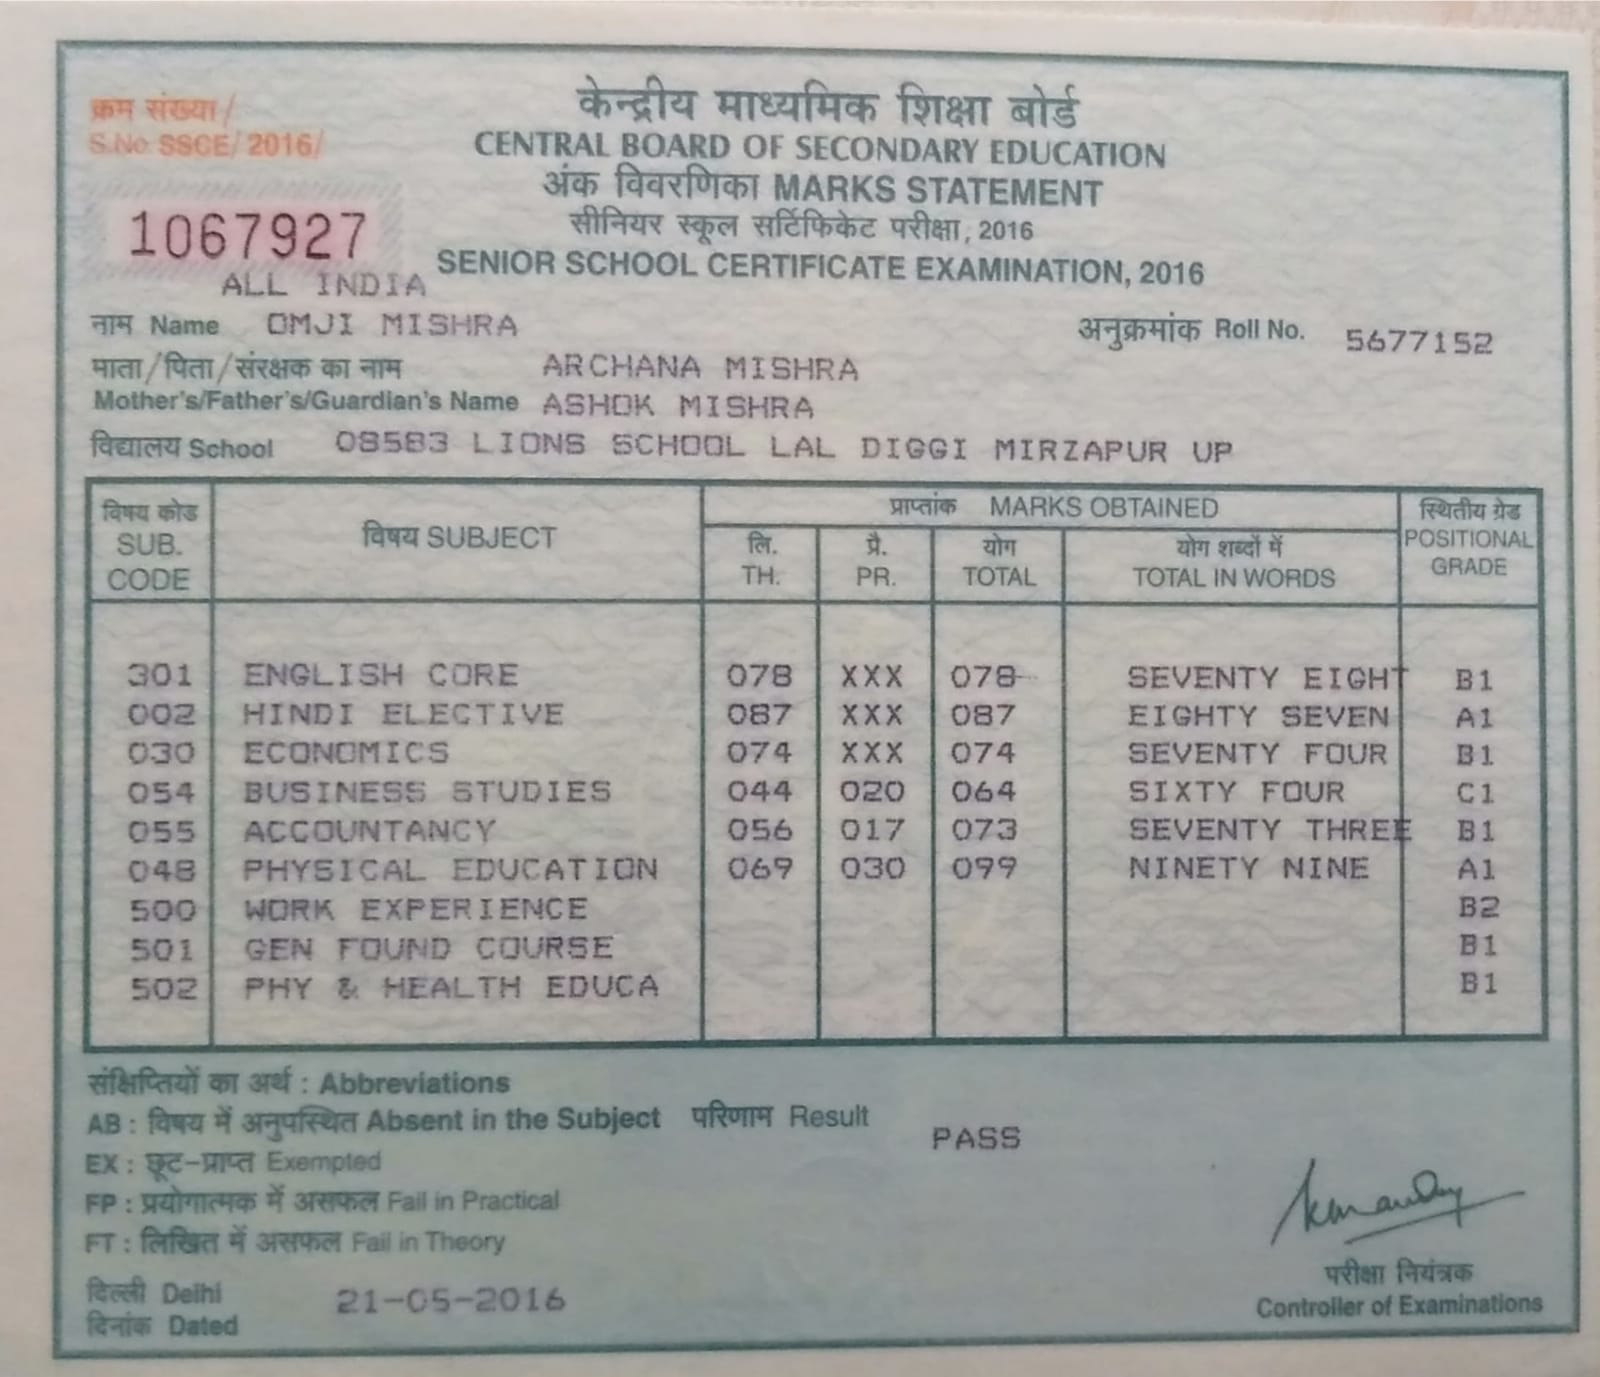 क्रम संख्या/
S.No SSCE/ 2016/
1067927
ALL INDIA
केन्द्रीय माध्यमिक शिक्षा बोर्ड
CENTRAL BOARD OF SECONDARY EDUCATION
अंक विवरणिका MARKS STATEMENT
सीनियर स्कूल सर्टिफिकेट परीक्षा, 2016
SENIOR SCHOOL CERTIFICATE EXAMINATION, 2016
नाम Name OMJI MISHRA अनुक्रमांक Roll No. 5677152
माता/पिता/संरक्षक का नाम ARCHANA MISHRA
Mother's/Father's/Guardian's Name ASHOK MISHRA
विद्यालय School 08583 LIONS SCHOOL LAL DIGGI MIRZAPUR UP
विषय कोड SUB. CODE विषय SUBJECT प्राप्तांक MARKS OBTAINED स्थितीय ग्रेड POSITIONAL GRADE
लि. प्रै. योग योग शब्दों में
TH. PR. TOTAL TOTAL IN WORDS
301 ENGLISH CORE 078 XXX 078 SEVENTY EIGHT B1
002 HINDI ELECTIVE 087 XXX 087 EIGHTY SEVEN A1
030 ECONOMICS 074 XXX 074 SEVENTY FOUR B1
054 BUSINESS STUDIES 044 020 064 SIXTY FOUR C1
055 ACCOUNTANCY 056 017 073 SEVENTY THREE B1
048 PHYSICAL EDUCATION 069 030 099 NINETY NINE A1
500 WORK EXPERIENCE B2
501 GEN FOUND COURSE B1
502 PHY & HEALTH EDUCA B1
संक्षिप्तियों का अर्थ : Abbreviations
AB : विषय में अनुपस्थित Absent in the Subject परिणाम Result PASS
EX : छूट-प्राप्त Exempted
FP : प्रयोगात्मक में असफल Fail in Practical
FT : लिखित में असफल Fail in Theory
दिल्ली Delhi
दिनांक Dated 21-05-2016
परीक्षा नियंत्रक
Controller of Examinations